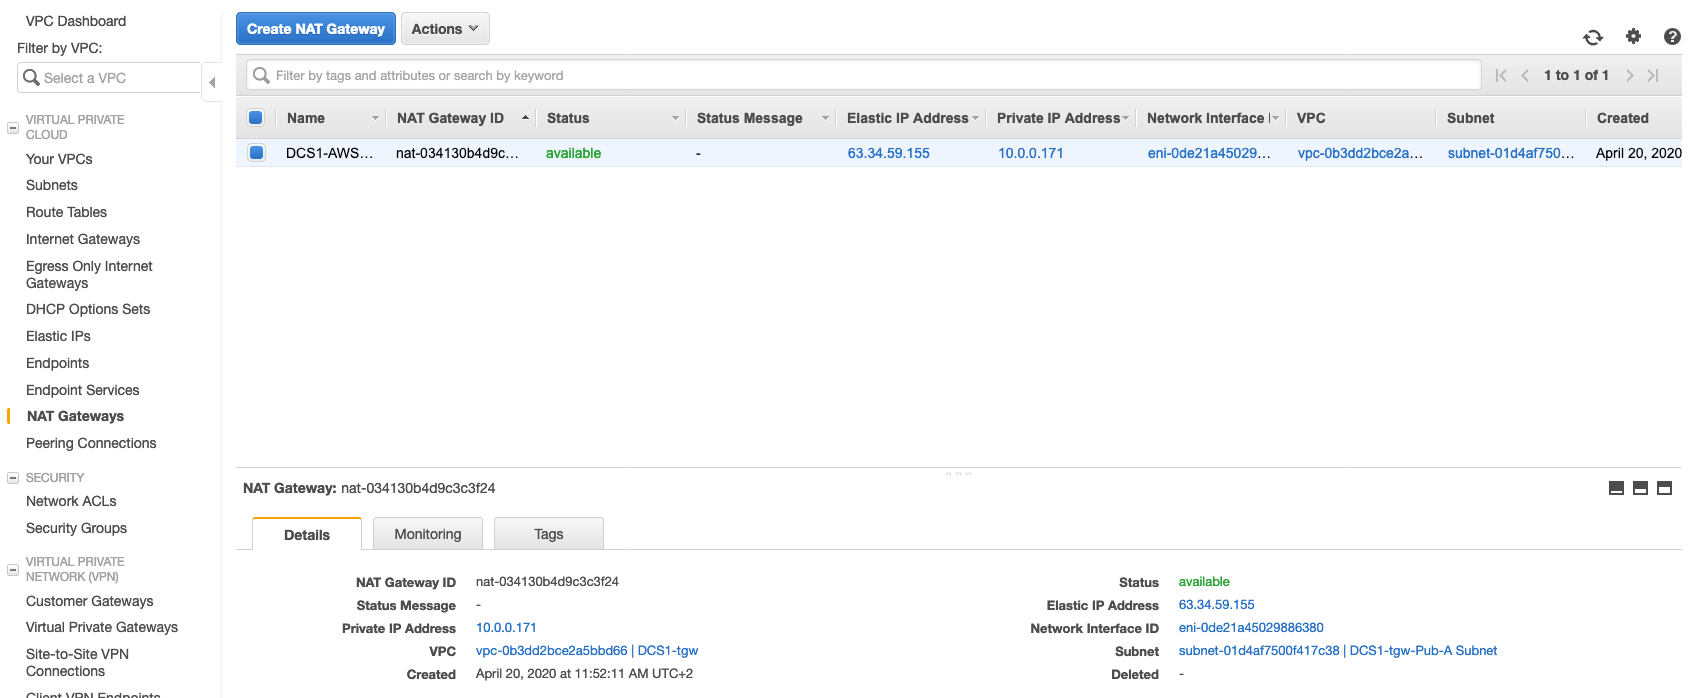 VPC Dashboard
Filter by VPC:
Select a VPC
VIRTUAL PRIVATE
CLOUD
Your VPCs
Subnets
Route Tables
Internet Gateways
Egress Only Internet
Gateways
DHCP Options Sets
Elastic IPs
Endpoints
Endpoint Services
NAT Gateways
Peering Connections
SECURITY
Network ACLs
Security Groups
VIRTUAL PRIVATE
NETWORK (VPN)
Customer Gateways
Virtual Private Gateways
Site-to-Site VPN
Connections
Client VPN Endpoints
Create NAT Gateway Actions
Filter by tags and attributes or search by keyword
1 to 1 of 1
Name NAT Gateway ID Status Status Message Elastic IP Address Private IP Address Network Interface VPC Subnet Created
DCS1-AWS... nat-034130b4d9c... available - 63.34.59.155 10.0.0.171 eni-0de21a45029... vpc-0b3dd2bce2a... subnet-01d4af750... April 20, 2020
NAT Gateway: nat-034130b4d9c3c3f24
Details Monitoring Tags
NAT Gateway ID nat-034130b4d9c3c3f24
Status Message -
Private IP Address 10.0.0.171
VPC vpc-0b3dd2bce2a5bbd66 | DCS1-tgw
Created April 20, 2020 at 11:52:11 AM UTC+2
Status available
Elastic IP Address 63.34.59.155
Network Interface ID eni-0de21a45029886380
Subnet subnet-01d4af7500f417c38 | DCS1-tgw-Pub-A Subnet
Deleted -